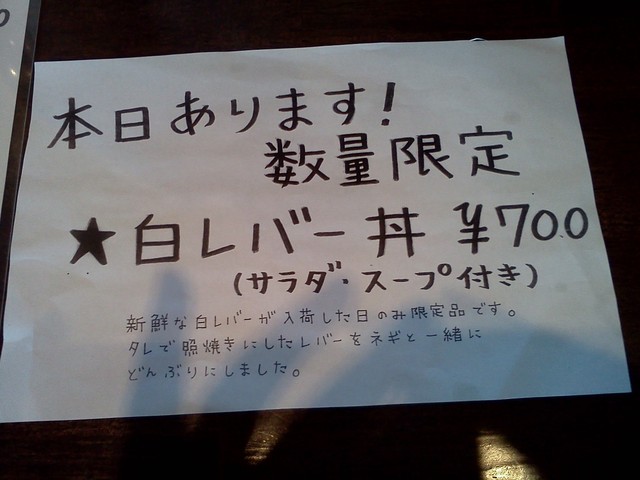 本日あります!
数量限定
★白レバー丼 ¥700
(サラダ・スープ付き)
新鮮な白レバーが入荷した日のみ限定品です。
タレで照焼きにしたレバーをネギと一緒に
どんぶりにしました。